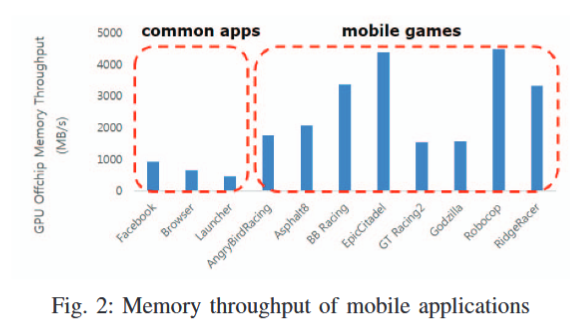 common apps mobile games
GPU Offchip Memory Throughput
(MB/s)
5000
4000
3000
2000
1000
0
Facebook
Browser
Launcher
AngryBirdRacing
Asphalt8
BB Racing
EpicCitadel
GT Racing2
Godzilla
Robocop
RidgeRacer
Fig. 2: Memory throughput of mobile applications